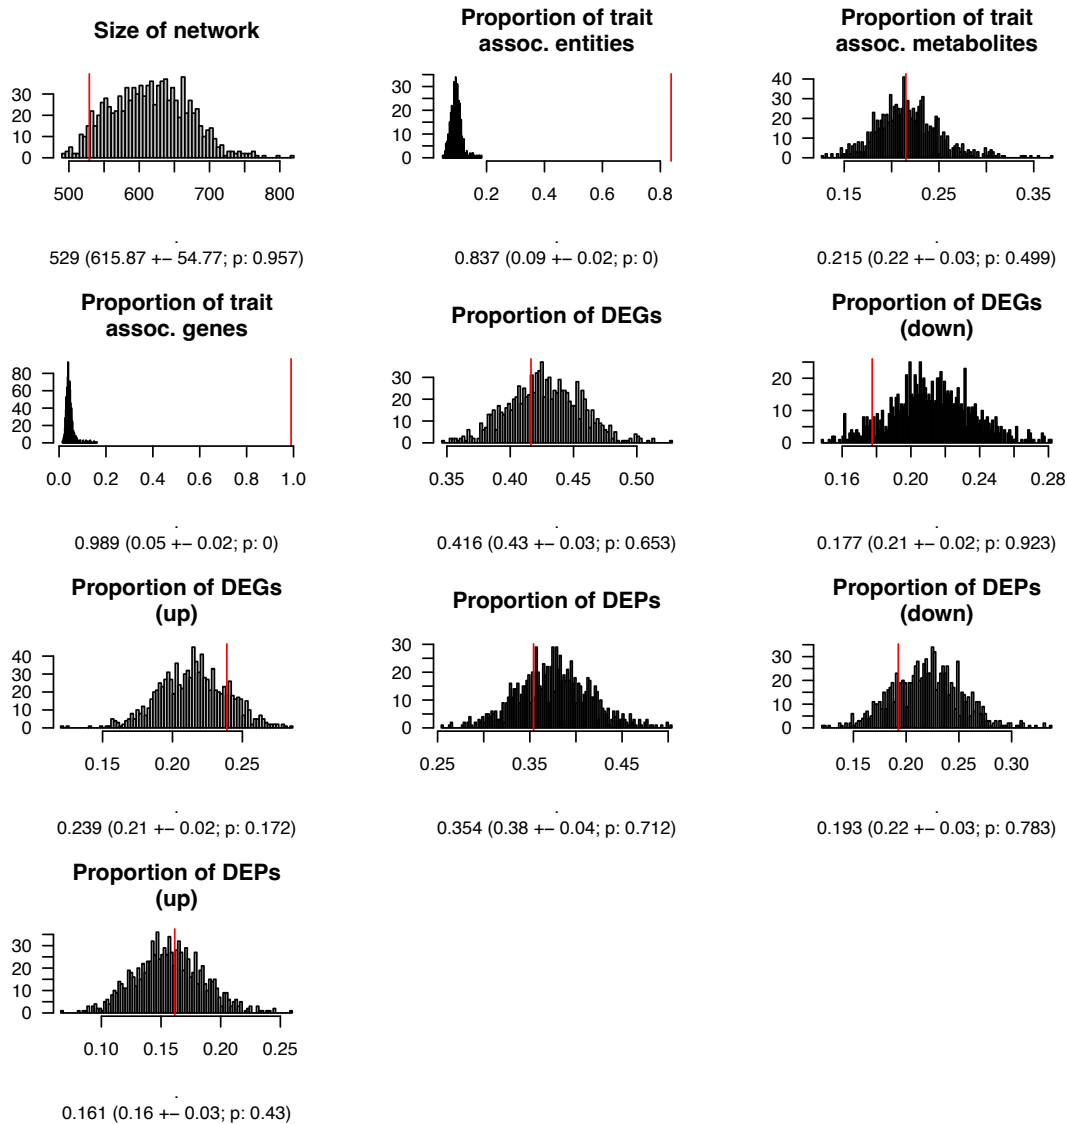 Size of network
30
20
10
0
500 600 700 800
.
529 (615.87 +− 54.77; p: 0.957)
Proportion of trait
assoc. entities
30
20
10
0
0.2 0.4 0.6 0.8
.
0.837 (0.09 +− 0.02; p: 0)
Proportion of trait
assoc. metabolites
40
30
20
10
0
0.15 0.25 0.35
.
0.215 (0.22 +− 0.03; p: 0.499)
Proportion of trait
assoc. genes
80
60
40
20
0
0.0 0.2 0.4 0.6 0.8 1.0
.
0.989 (0.05 +− 0.02; p: 0)
Proportion of DEGs
30
20
10
0
0.35 0.40 0.45 0.50
.
0.416 (0.43 +− 0.03; p: 0.653)
Proportion of DEGs
(down)
20
10
0
0.16 0.20 0.24 0.28
.
0.177 (0.21 +− 0.02; p: 0.923)
Proportion of DEGs
(up)
40
30
20
10
0
0.15 0.20 0.25
.
0.239 (0.21 +− 0.02; p: 0.172)
Proportion of DEPs
30
20
10
0
0.25 0.35 0.45
.
0.354 (0.38 +− 0.04; p: 0.712)
Proportion of DEPs
(down)
30
20
10
0
0.15 0.20 0.25 0.30
.
0.193 (0.22 +− 0.03; p: 0.783)
Proportion of DEPs
(up)
30
20
10
0
0.10 0.15 0.20 0.25
.
0.161 (0.16 +− 0.03; p: 0.43)